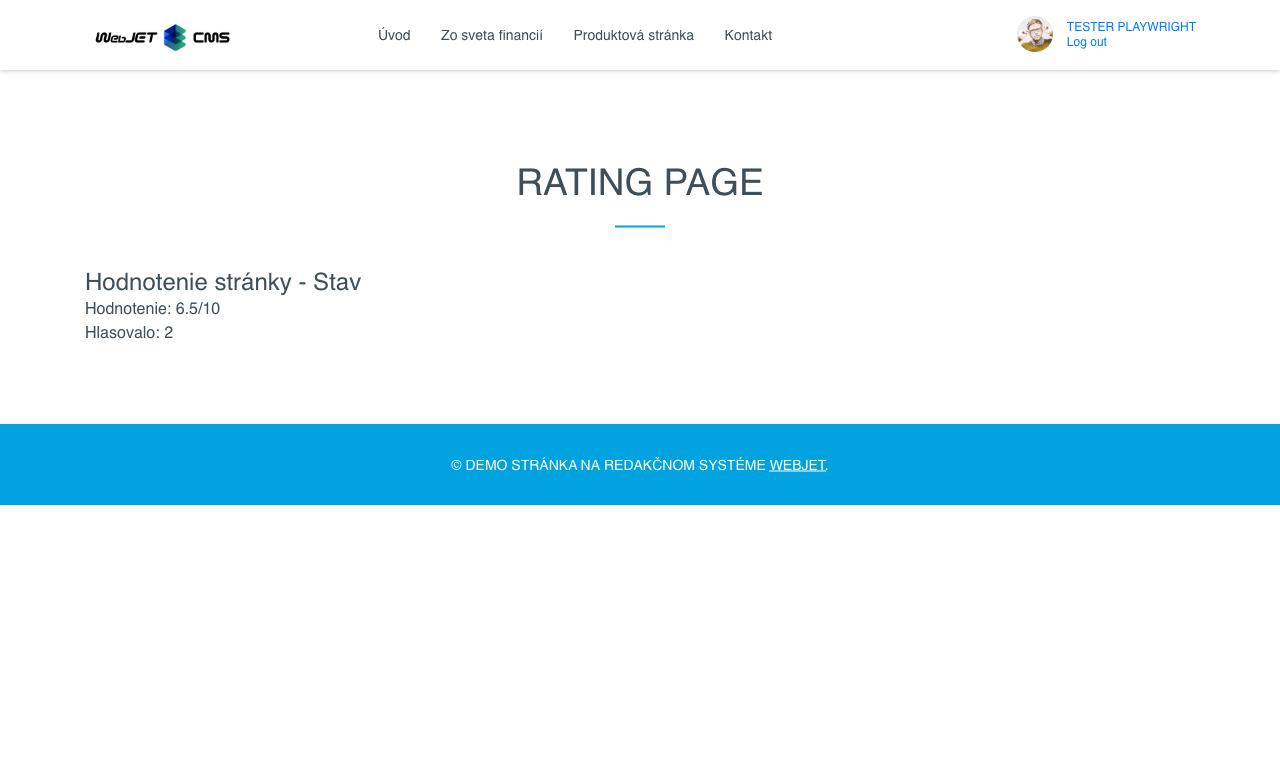 WebJET CMS
Úvod
Zo sveta financií
Produktová stránka
Kontakt
TESTER PLAYWRIGHT
Log out
RATING PAGE
Hodnotenie stránky - Stav
Hodnotenie: 6.5/10
Hlasovalo: 2
© DEMO STRÁNKA NA REDAKČNOM SYSTÉME WEBJET.